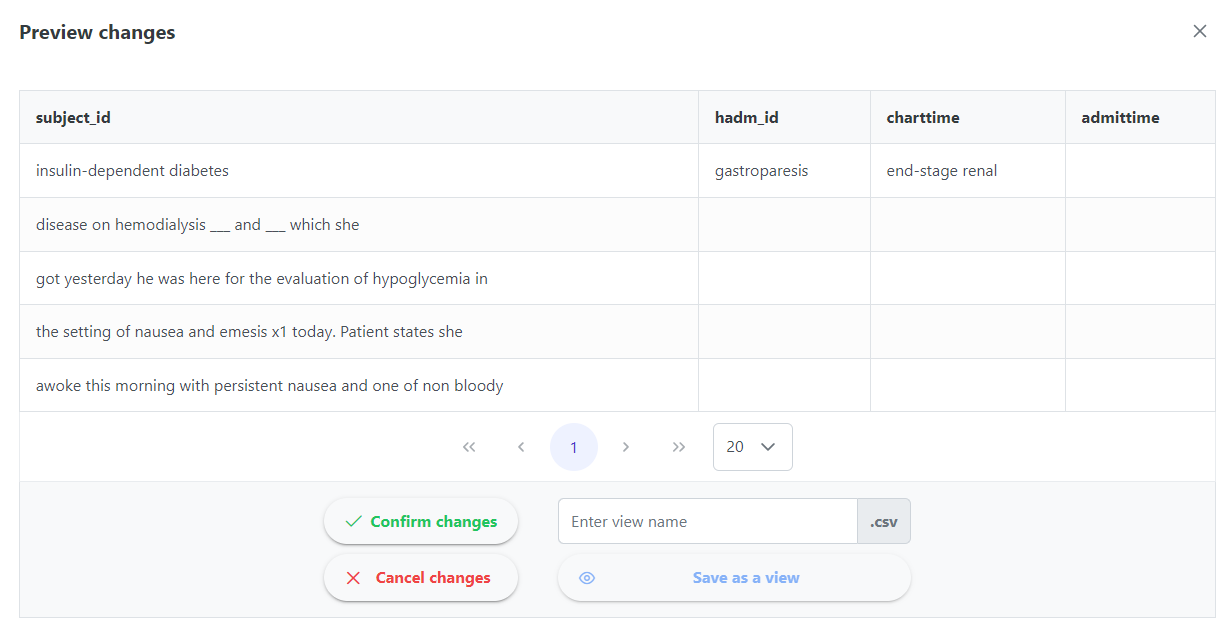 Preview changes
subject_id hadm_id charttime admittime
insulin-dependent diabetes gastroparesis end-stage renal
disease on hemodialysis ___ and ___ which she
got yesterday he was here for the evaluation of hypoglycemia in
the setting of nausea and emesis x1 today. Patient states she
awoke this morning with persistent nausea and one of non bloody
1 20
Confirm changes Enter view name .csv
Cancel changes Save as a view